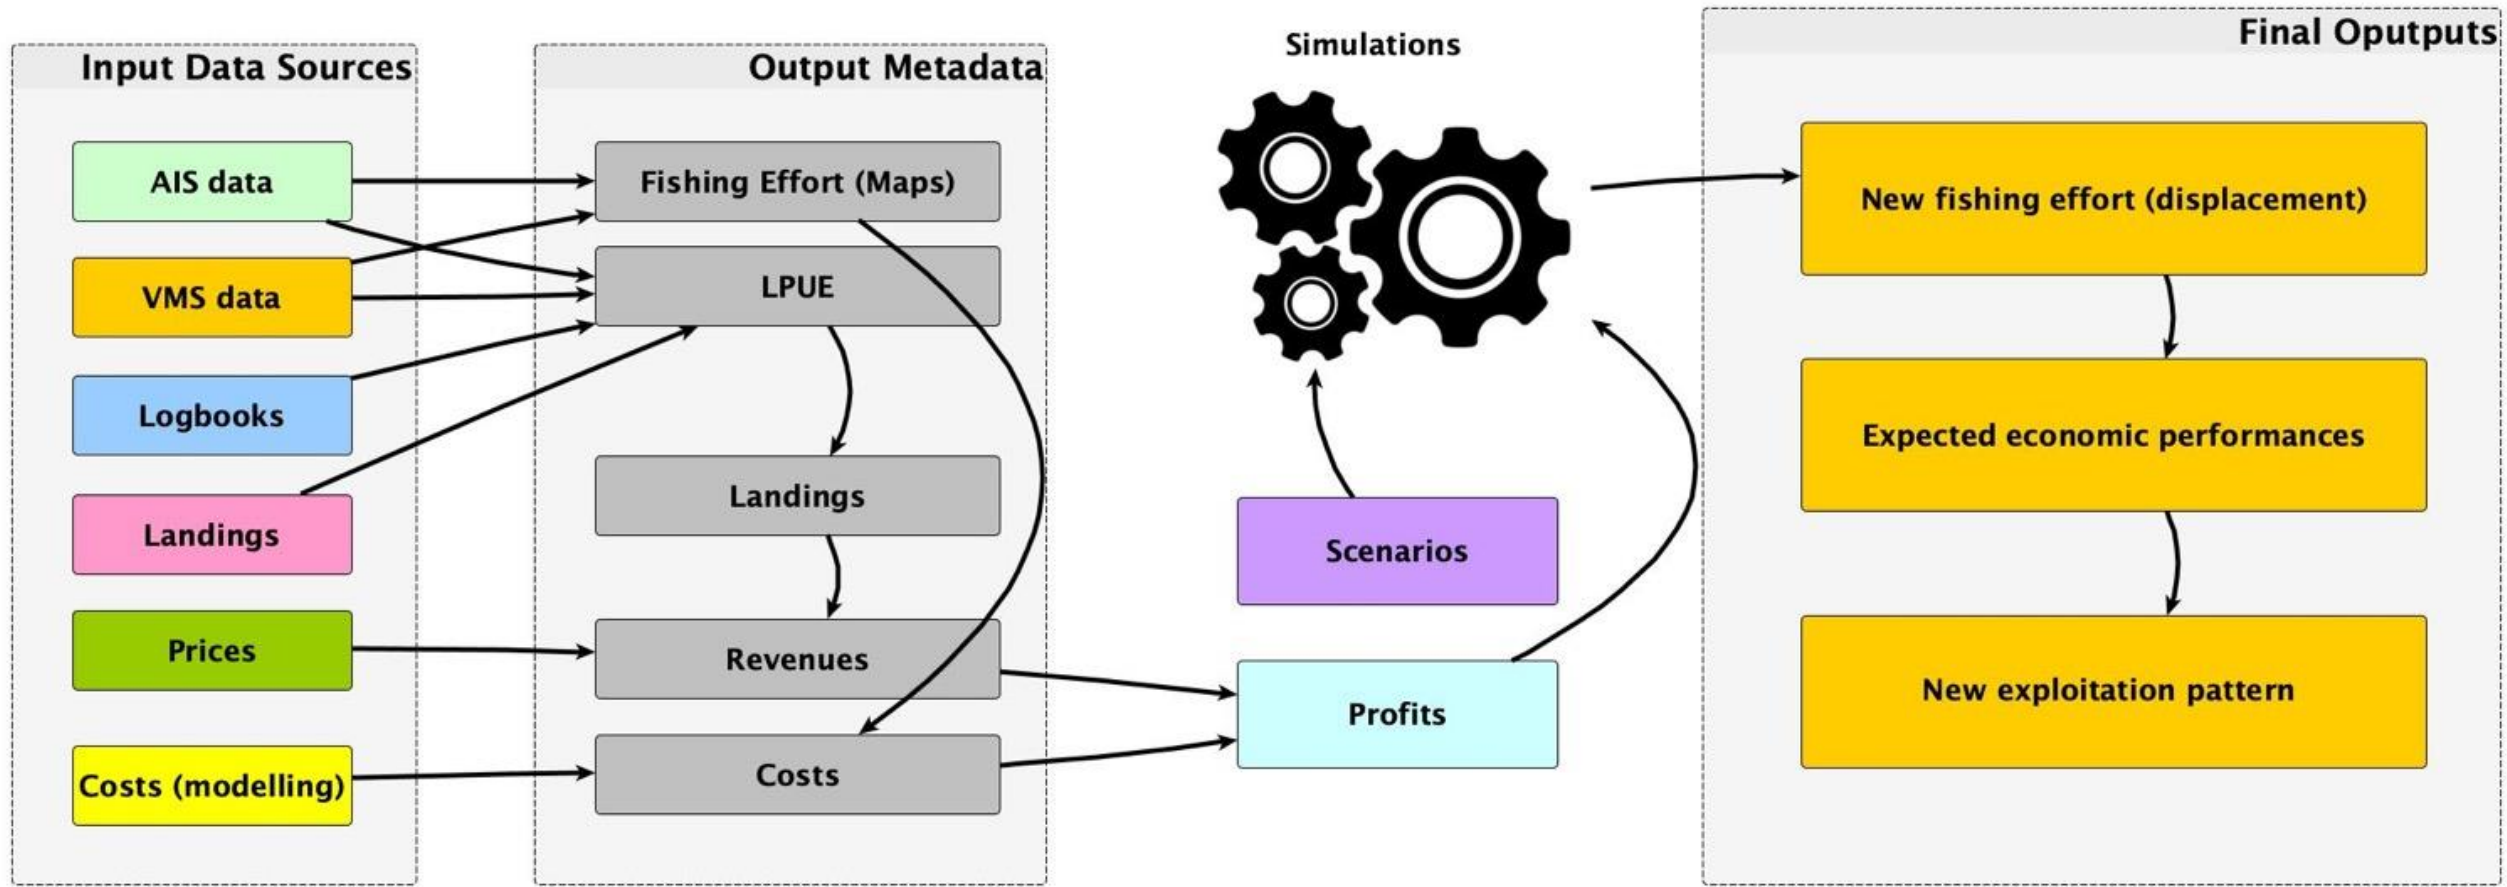 Input Data Sources
AIS data
VMS data
Logbooks
Landings
Prices
Costs (modelling)
Output Metadata
Fishing Effort (Maps)
LPUE
Landings
Revenues
Costs
Simulations
Scenarios
Profits
Final Oputputs
New fishing effort (displacement)
Expected economic performances
New exploitation pattern